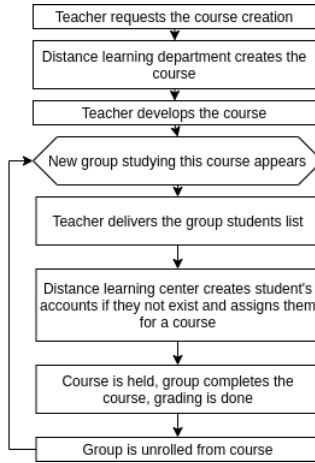 Teacher requests the course creation
Distance learning department creates the
course
Teacher develops the course
New group studying this course appears
Teacher delivers the group students list
Distance learning center creates student's
accounts if they not exist and assigns them
for a course
Course is held, group completes the
course, grading is done
Group is unrolled from course